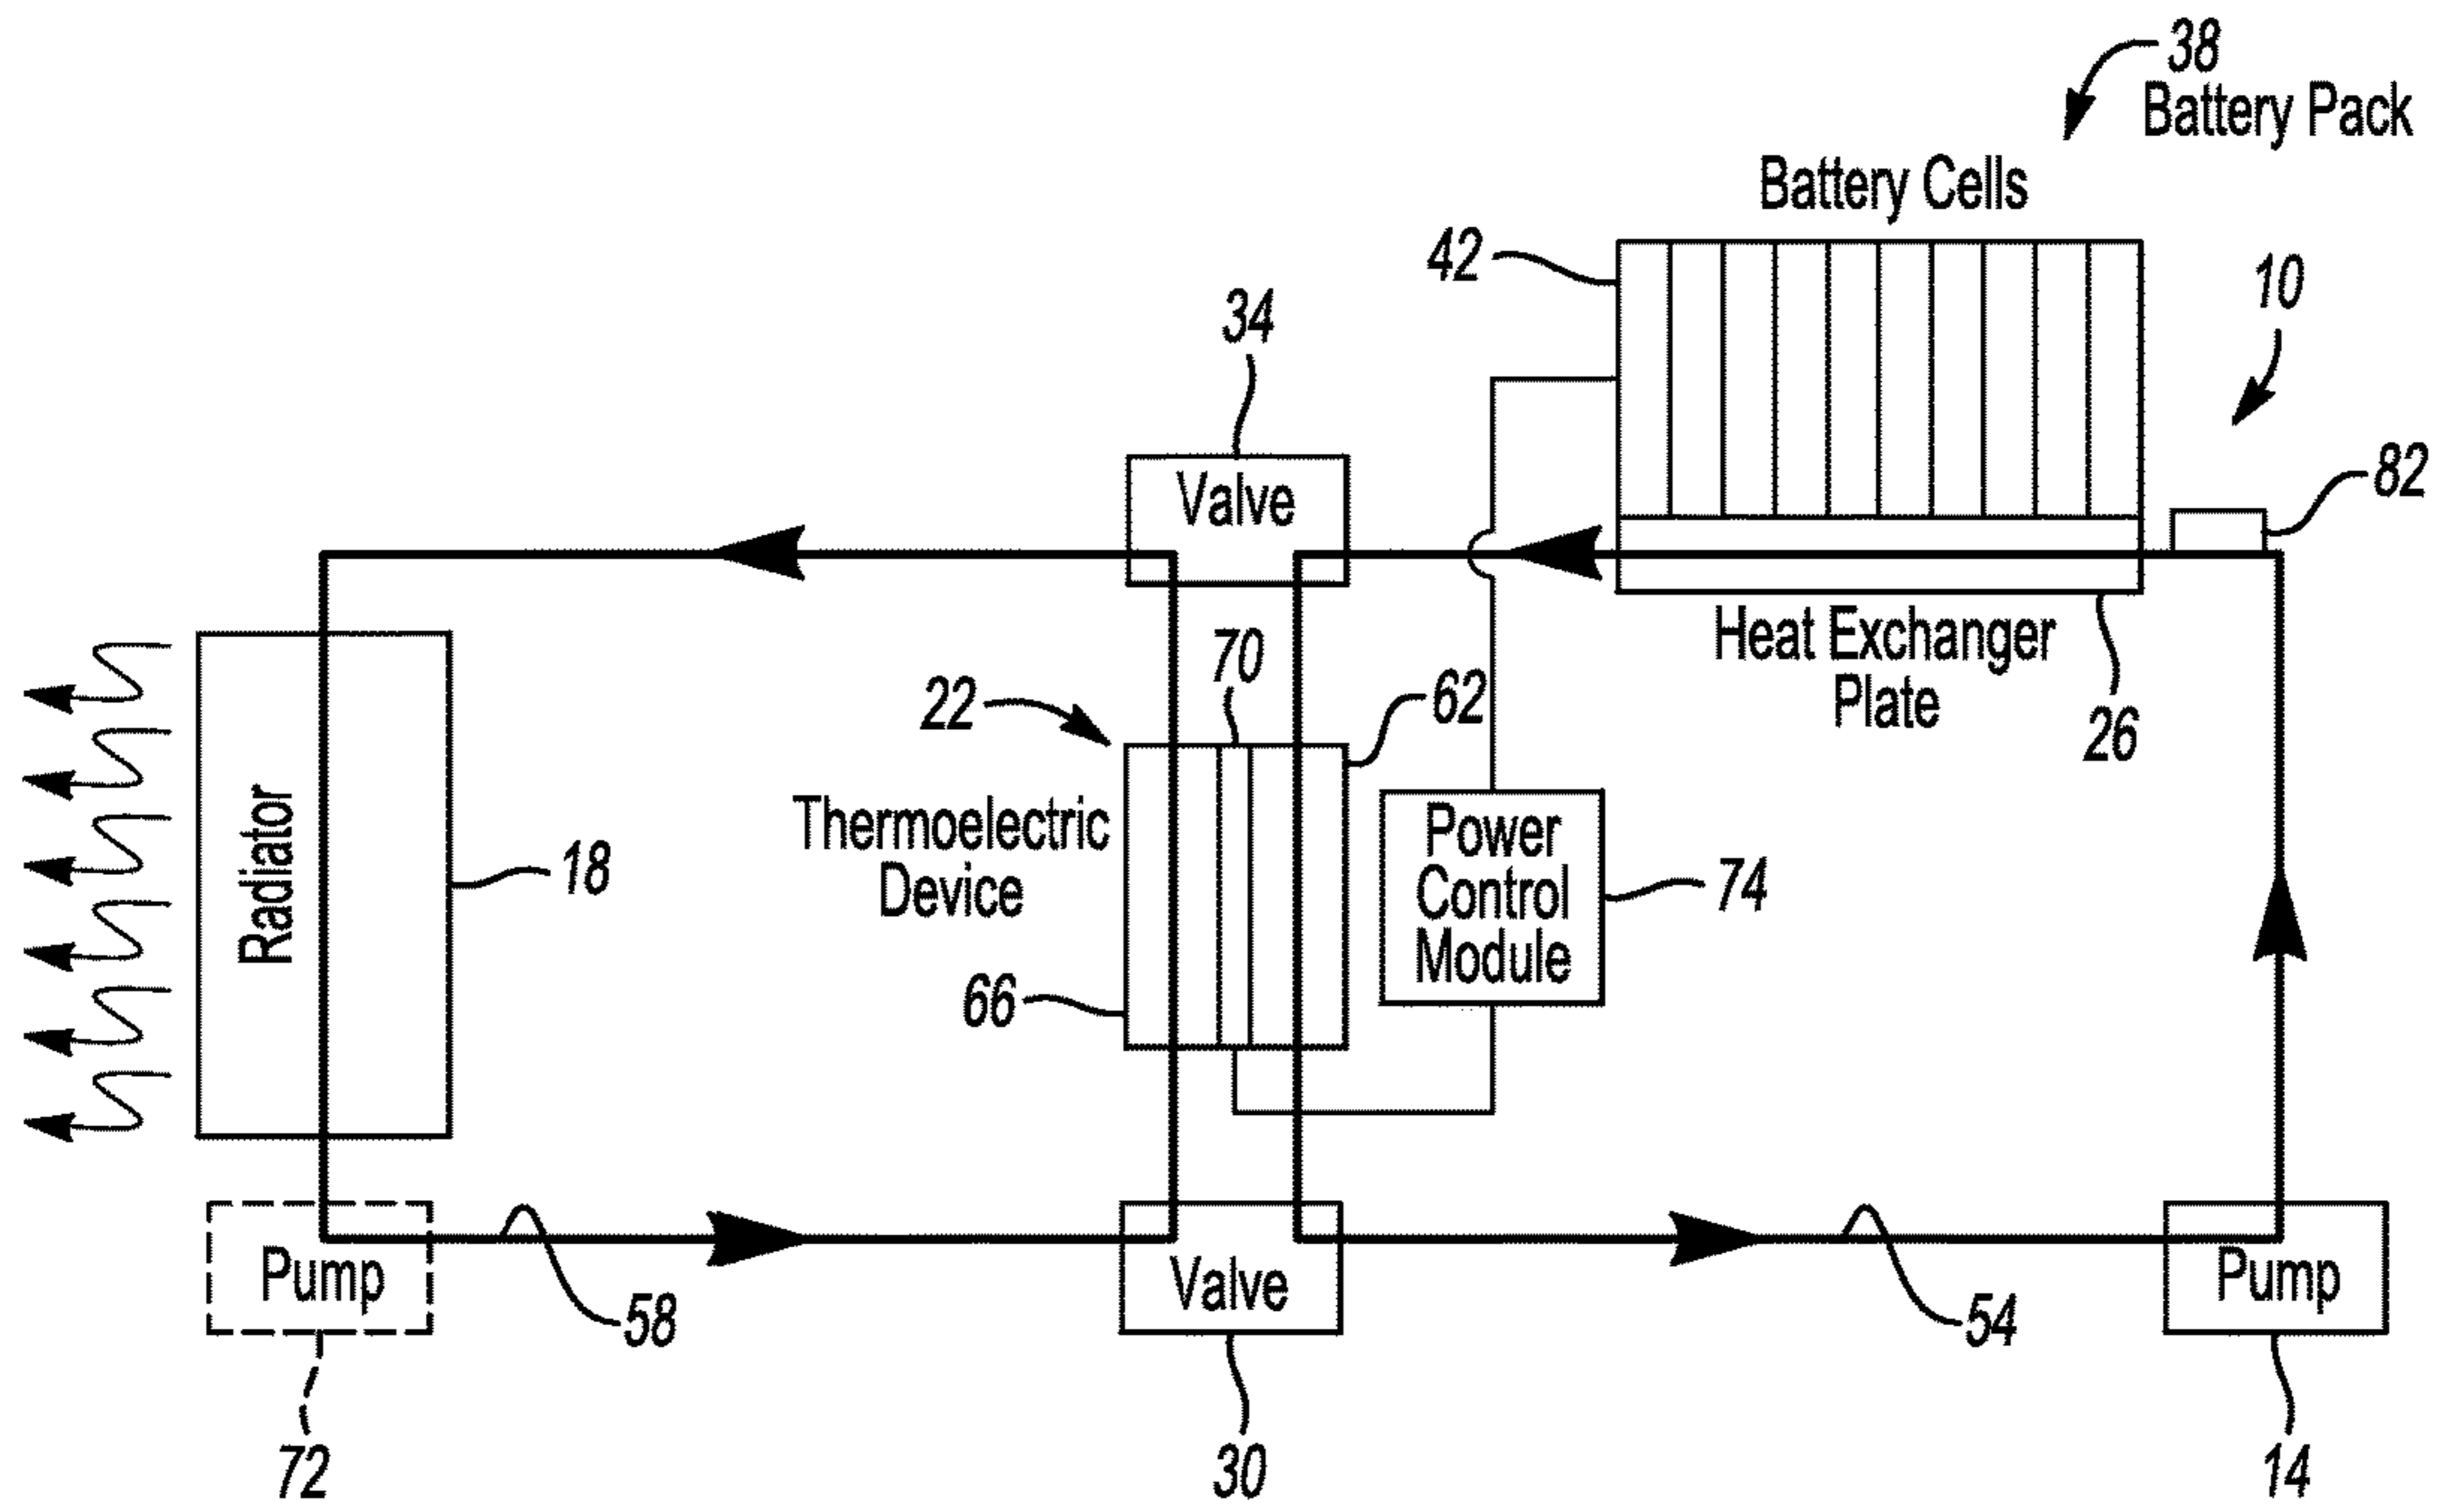 38
Battery Pack
Battery Cells
42
10
34
Valve
82
Heat Exchanger
Plate
26
70
22
62
Thermoelectric
Device
66
Power
Control
Module
74
Radiator
18
Pump
72
58
Valve
30
54
Pump
14